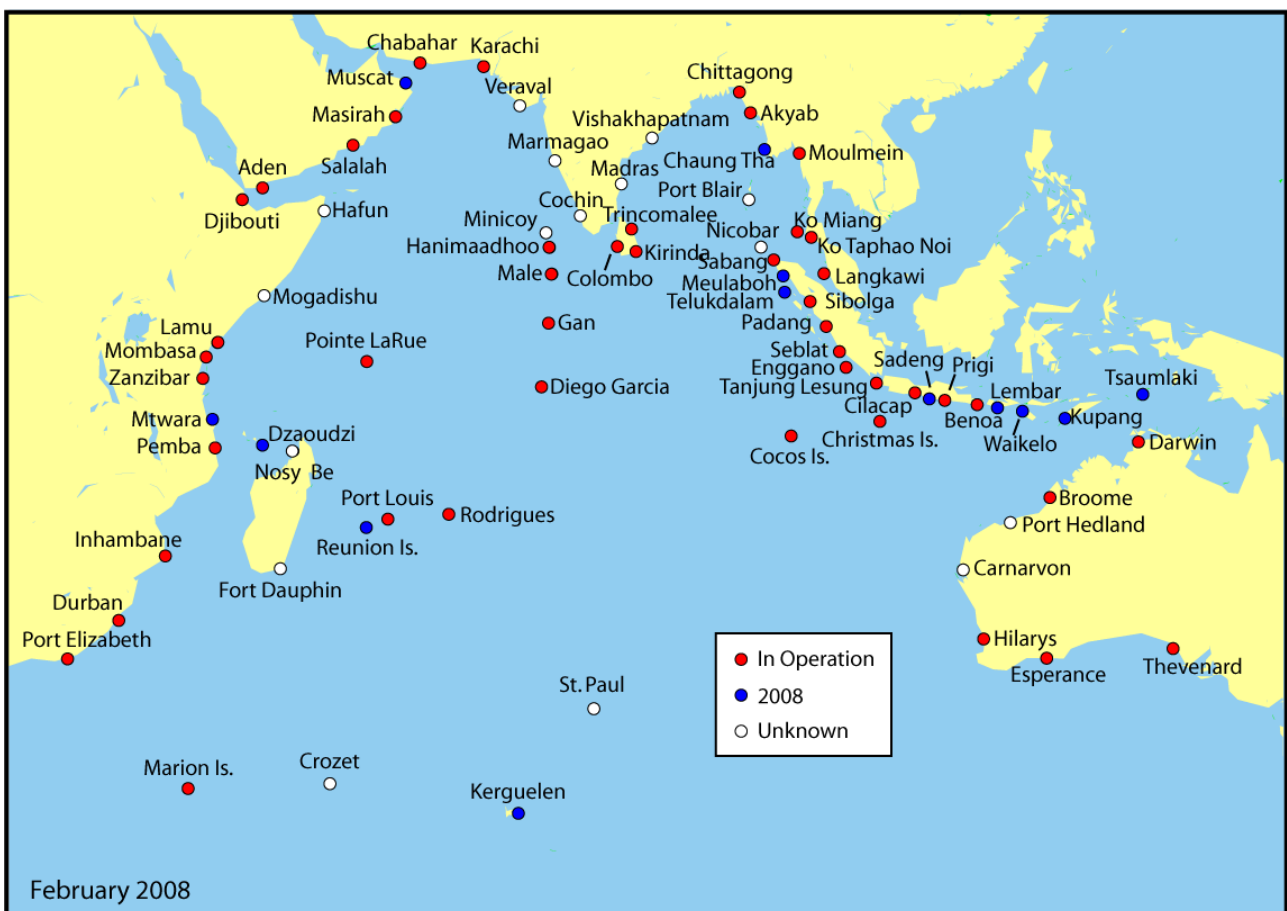 Chabahar
Karachi
Muscat
Veraval
Chittagong
Masirah
Akyab
Vishakhapatnam
Marmagao
Salalah
Chaung Tha
Moulmein
Aden
Madras
Port Blair
Djibouti
Hafun
Cochin
Trincomalee
Minicoy
Nicobar
Ko Miang
Hanimaadhoo
Kirinda
Ko Taphao Noi
Sabang
Male
Colombo
Langkawi
Meulaboh
Mogadishu
Telukdalam
Sibolga
Lamu
Gan
Padang
Pointe LaRue
Mombasa
Seblat
Sadeng
Prigi
Enggano
Zanzibar
Diego Garcia
Tanjung Lesung
Lembar
Tsaumlaki
Mtwara
Cilacap
Benoa
Kupang
Dzaoudzi
Christmas Is.
Waikelo
Pemba
Darwin
Cocos Is.
Nosy Be
Port Louis
Broome
Rodrigues
Port Hedland
Inhambane
Reunion Is.
Carnarvon
Fort Dauphin
Durban
Port Elizabeth
Hilarys
In Operation
Esperance
Thevenard
St. Paul
2008
Unknown
Marion Is.
Crozet
Kerguelen
February 2008